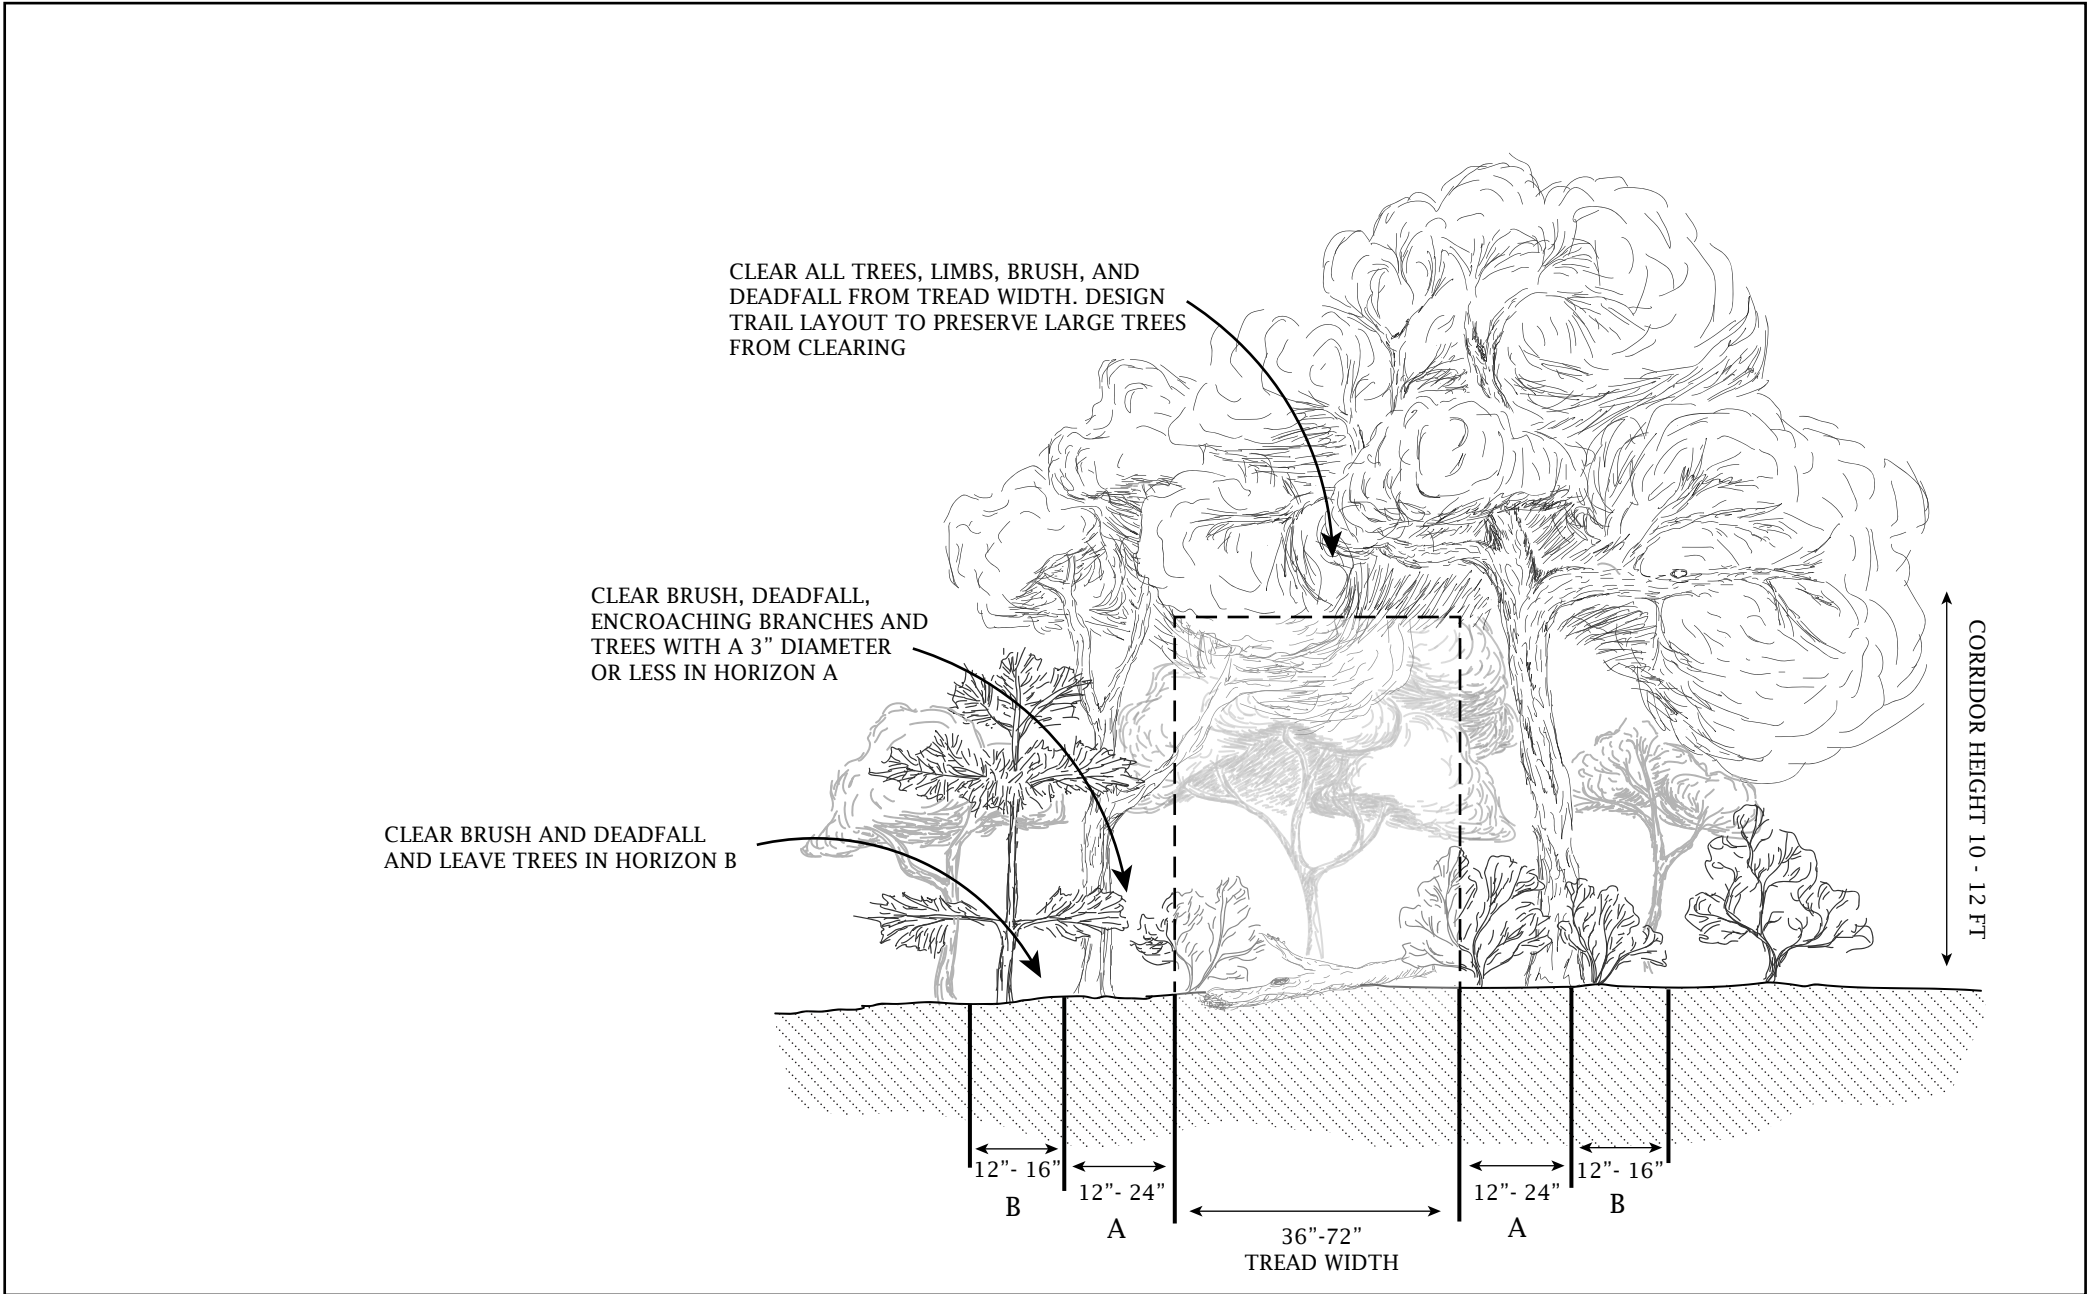 CLEAR ALL TREES, LIMBS, BRUSH, AND
DEADFALL FROM TREAD WIDTH. DESIGN
TRAIL LAYOUT TO PRESERVE LARGE TREES
FROM CLEARING
CLEAR BRUSH, DEADFALL,
ENCROACHING BRANCHES AND
TREES WITH A 3” DIAMETER
OR LESS IN HORIZON A
CLEAR BRUSH AND DEADFALL
AND LEAVE TREES IN HORIZON B
CORRIDOR HEIGHT 10 - 12 FT
12”- 16”
B
12”- 24”
A
36”-72”
TREAD WIDTH
12”- 24”
A
12”- 16”
B